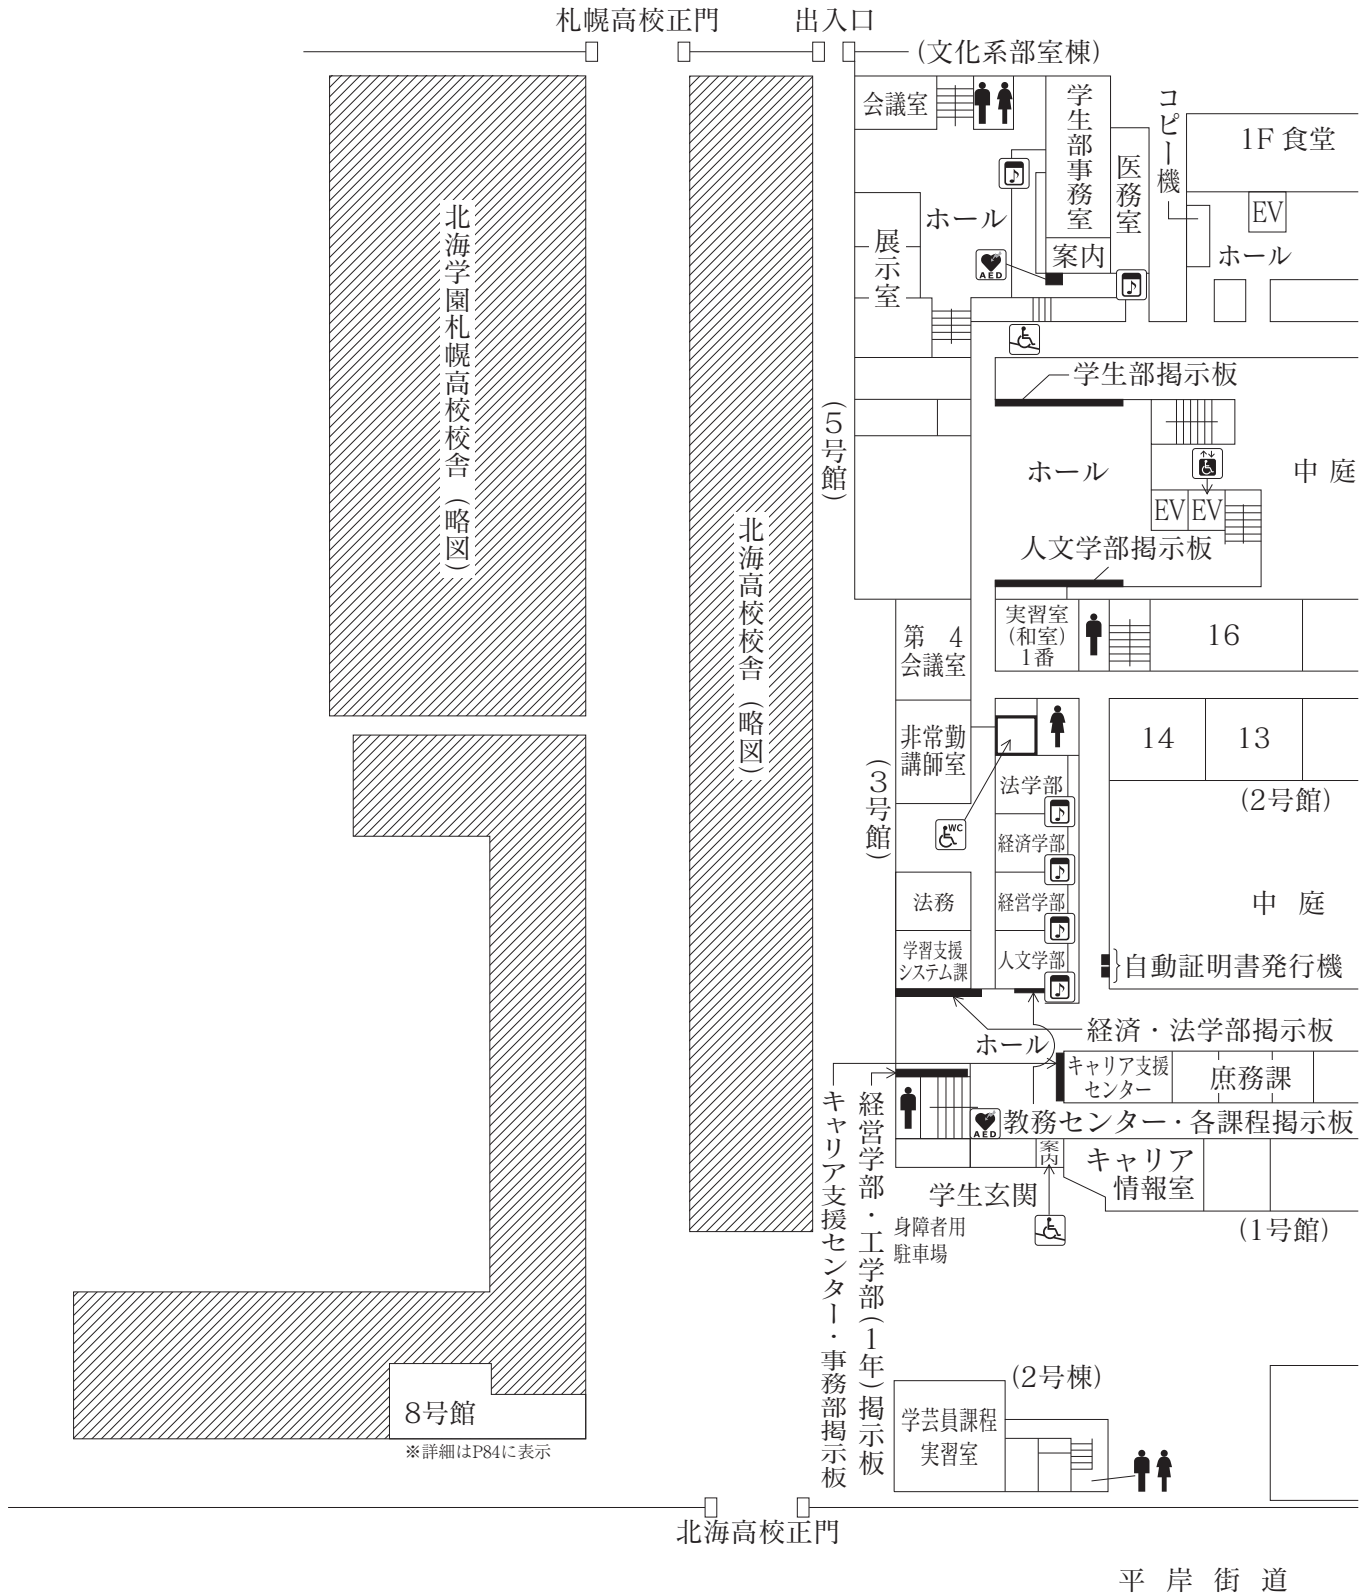 札幌高校正門
出入口
(文化系部室棟)
会議室
学生部事務室
医務室
コピー機
1F 食堂
EV
ホール
ホール
展示室
案内
AED
北海学園札幌高校校舎(略図)
学生部掲示板
(5号館)
ホール
中庭
EV
EV
人文学部掲示板
北海高校校舎(略図)
第 4
会議室
実習室
(和室)
1番
16
非常勤
講師室
14
13
(2号館)
(3号館)
法学部
WC
経済学部
法務
経営学部
中庭
学習支援
システム課
人文学部
自動証明書発行機
経済・法学部掲示板
ホール
キャリア支援
センター
庶務課
キャリア支援センター・事務部掲示板
経営学部・工学部(1年)掲示板
AED
教務センター・各課程掲示板
案内
キャリア
情報室
学生玄関
身障者用
駐車場
(1号館)
(2号棟)
8号館
※詳細はP84に表示
学芸員課程
実習室
北海高校正門
平岸街道